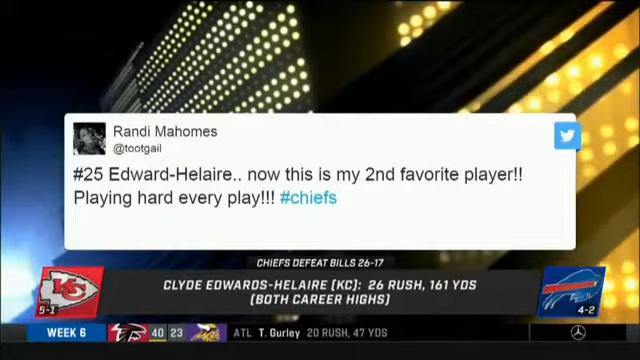 Randi Mahomes
@tootgail
#25 Edward-Helaire.. now this is my 2nd favorite player!!
Playing hard every play!!! #chiefs
CHIEFS DEFEAT BILLS 26-17
CLYDE EDWARDS-HELAIRE (KC): 26 RUSH, 161 YDS
(BOTH CAREER HIGHS)
KC
5-1
4-2
WEEK 6 40 23 ATL T. Gurley 20 RUSH, 47 YDS